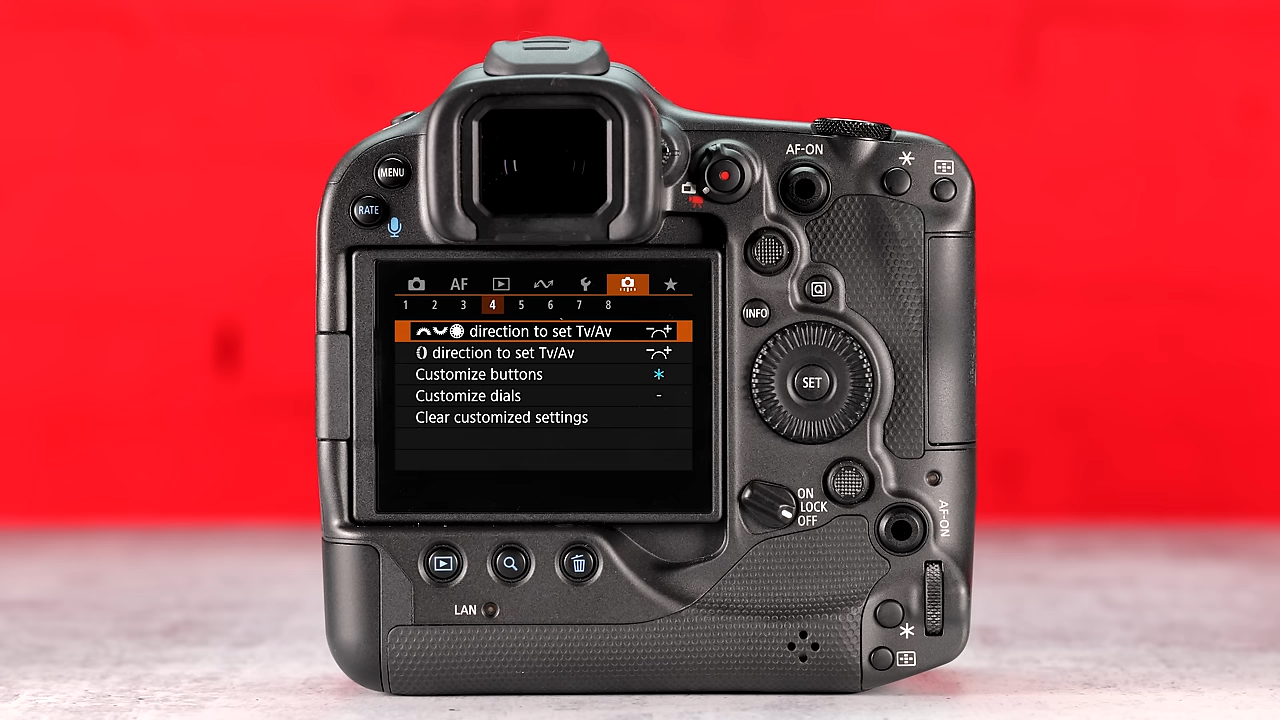 AF-ON
MENU
RATE
AF
1 2 3 4 5 6 7 8
direction to set Tv/Av
direction to set Tv/Av
Customize buttons
Customize dials -
Clear customized settings
Q
INFO
SET
ON
LOCK
OFF
AF-ON
LAN